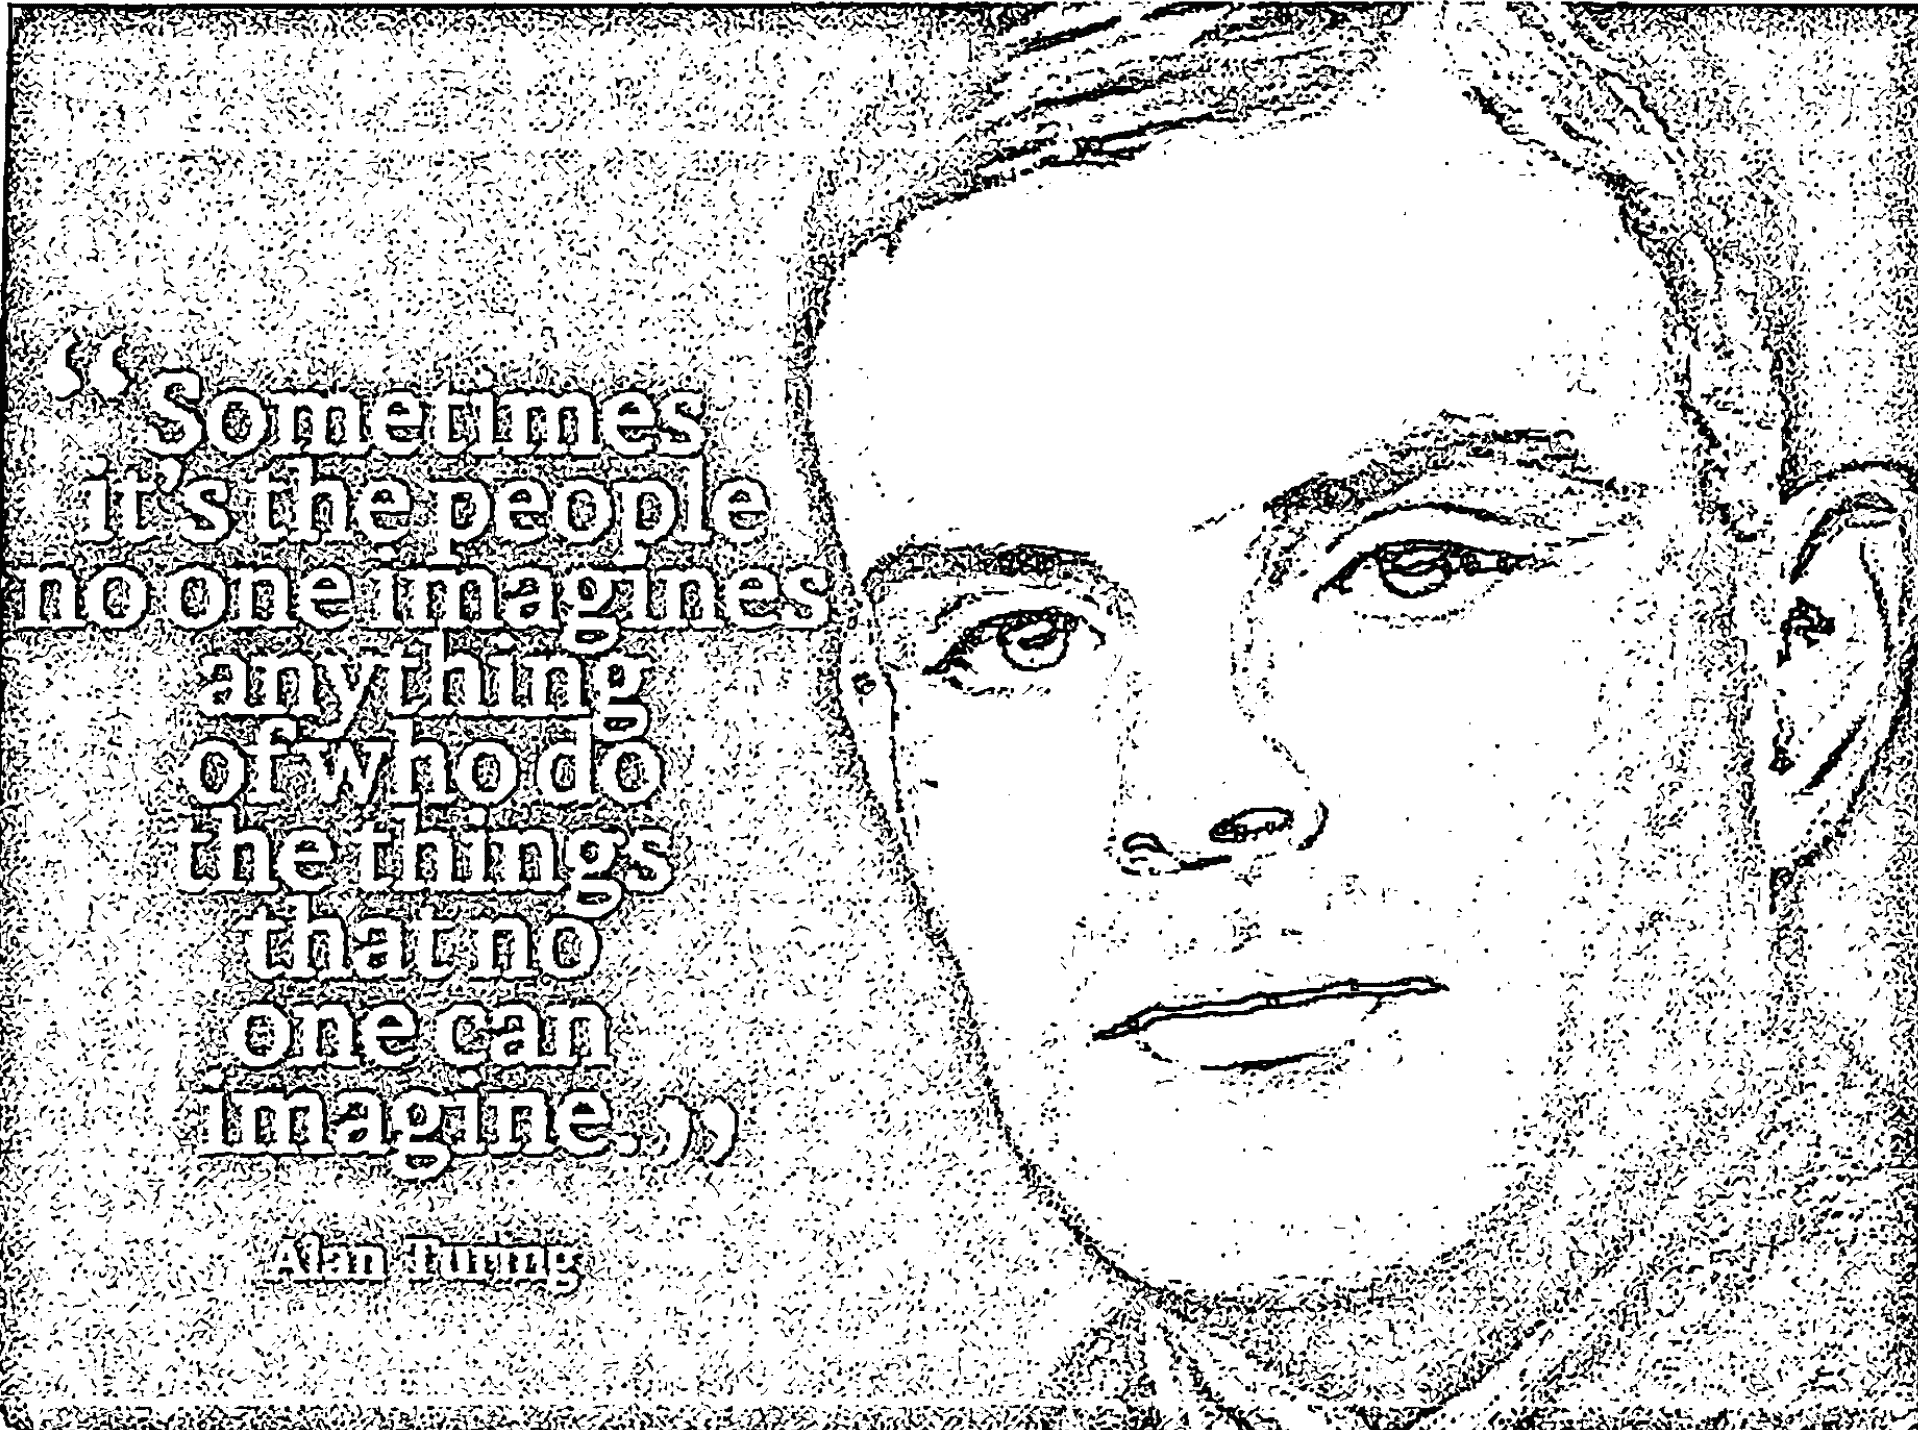 “Sometimes
it's the people
no one imagines
anything
of who do
the things
that no
one can
imagine.”
Alan Turing